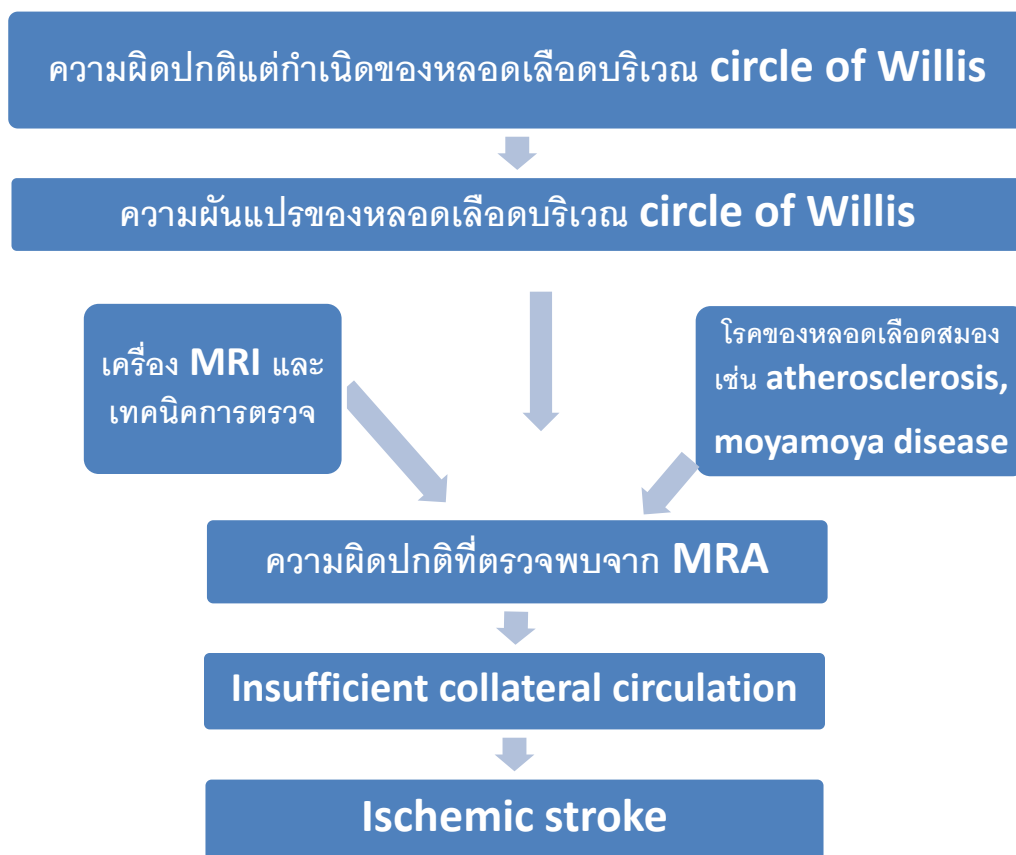 ความผิดปกติแต่กำเนิดของหลอดเลือดบริเวณ circle of Willis
ความผันแปรของหลอดเลือดบริเวณ circle of Willis
เครื่อง MRI และ
เทคนิคการตรวจ
โรคของหลอดเลือดสมอง
เช่น atherosclerosis,
moyamoya disease
ความผิดปกติที่ตรวจพบจาก MRA
Insufficient collateral circulation
Ischemic stroke